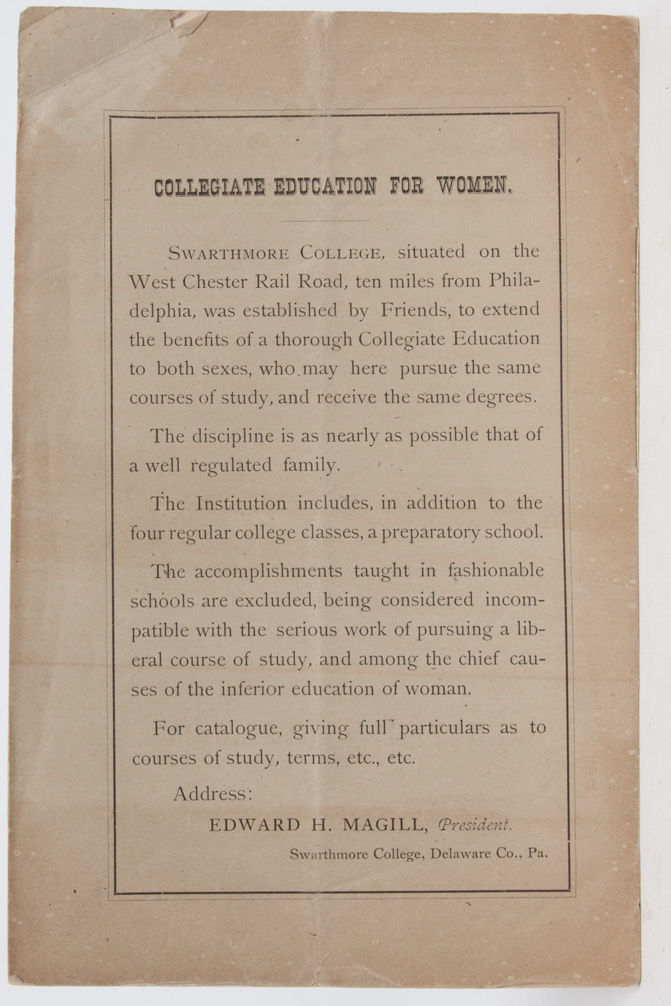 COLLEGIATE EDUCATION FOR WOMEN.
SWARTHMORE COLLEGE, situated on the
West Chester Rail Road, ten miles from Phila-
delphia, was established by Friends, to extend
the benefits of a thorough Collegiate Education
to both sexes, who may here pursue the same
courses of study, and receive the same degrees.
The discipline is as nearly as possible that of
a well regulated family.
The Institution includes, in addition to the
four regular college classes, a preparatory school.
The accomplishments taught in fashionable
schools are excluded, being considered incom-
patible with the serious work of pursuing a lib-
eral course of study, and among the chief cau-
ses of the inferior education of woman.
For catalogue, giving full particulars as to
courses of study, terms, etc., etc.
Address:
EDWARD H. MAGILL, President.
Swarthmore College, Delaware Co., Pa.